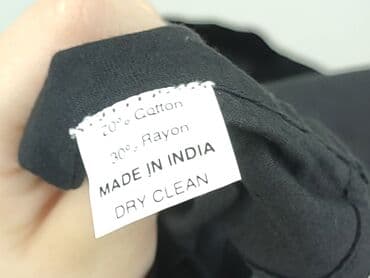 70% Cotton
30% Rayon
MADE IN INDIA
DRY CLEAN